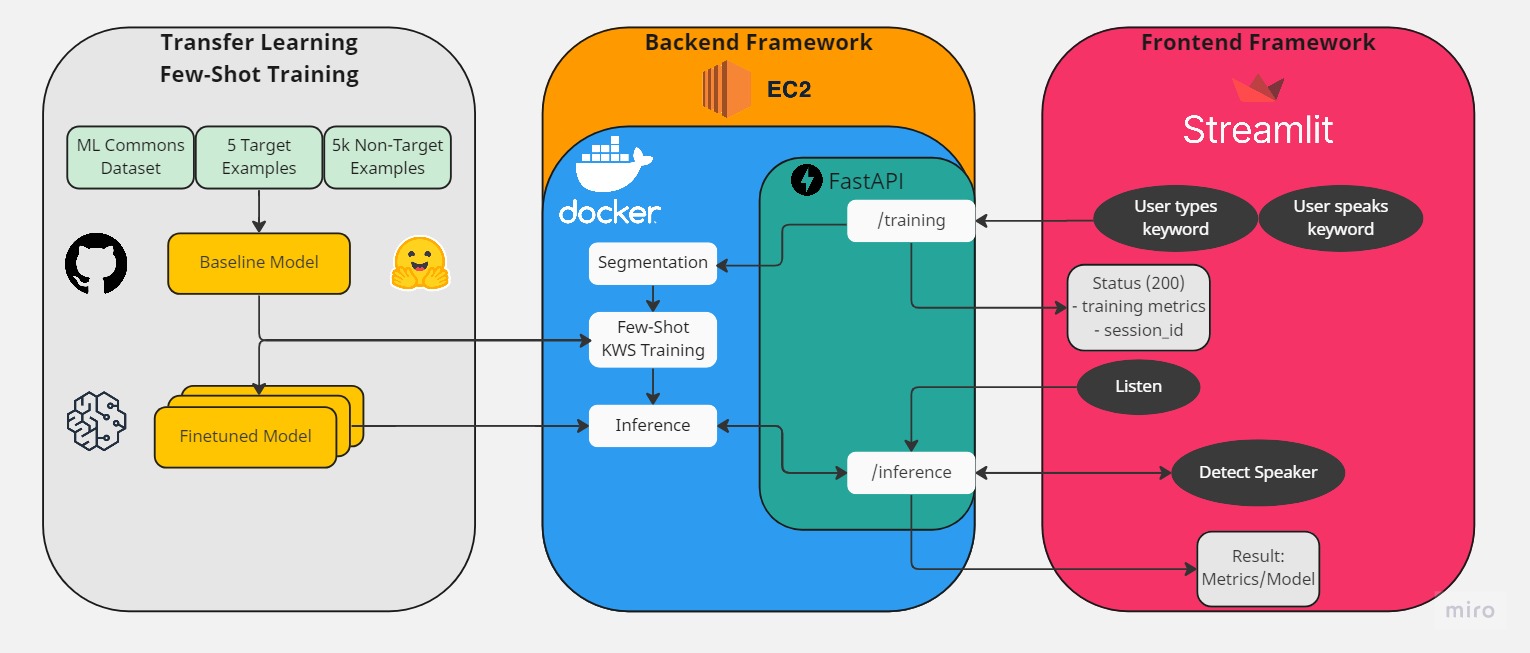 Transfer Learning
Few-Shot Training
ML Commons
Dataset
5 Target
Examples
5k Non-Target
Examples
Baseline Model
Finetuned Model
Backend Framework
EC2
docker
FastAPI
/training
Segmentation
Few-Shot
KWS Training
Inference
/inference
Frontend Framework
Streamlit
User types
keyword
User speaks
keyword
Status (200)
- training metrics
- session_id
Listen
Detect Speaker
Result:
Metrics/Model
miro